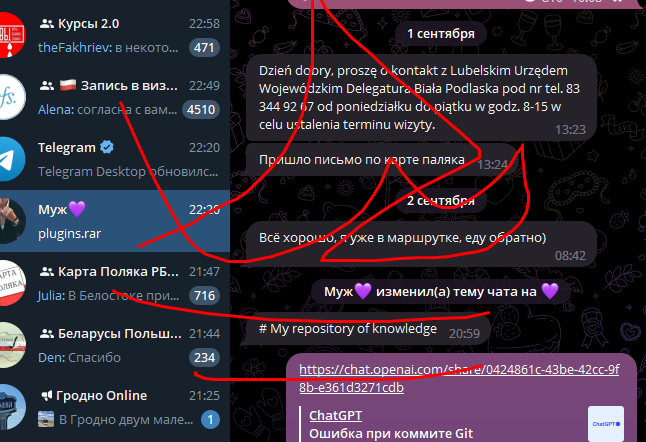 Курсы 2.0 22:58
theFakhriev: в некото... 471
Запись в виз... 22:49
Alena: согласна с вам... 4510
Telegram 22:20
Telegram Desktop обновилс...
Муж💜 22:20
plugins.rar
Карта Поляка РБ... 21:47
Julia: В Белостоке при... 716
Беларусы Польш... 21:44
Den: Спасибо 234
Гродно Online 21:25
В Гродно двум мале... 1
КАРТА
ПОЛЯКА
fs.
1 сентября
Dzień dobry, proszę o kontakt z Lubelskim Urzędem
Wojewódzkim Delegatura Biała Podlaska pod nr tel. 83
344 92 67 od poniedziałku do piątku w godz. 8-15 w
celu ustalenia terminu wizyty.
13:23
Пришло письмо по карте паляка 13:24
2 сентября
Всё хорошо, я уже в маршрутке, еду обратно)
08:42
Муж💜 изменил(а) тему чата на 💜
# My repository of knowledge 20:59
https://chat.openai.com/share/0424861c-43be-42cc-9f
8b-e361d3271cdb
ChatGPT
Ошибка при коммите Git
ChatGPT